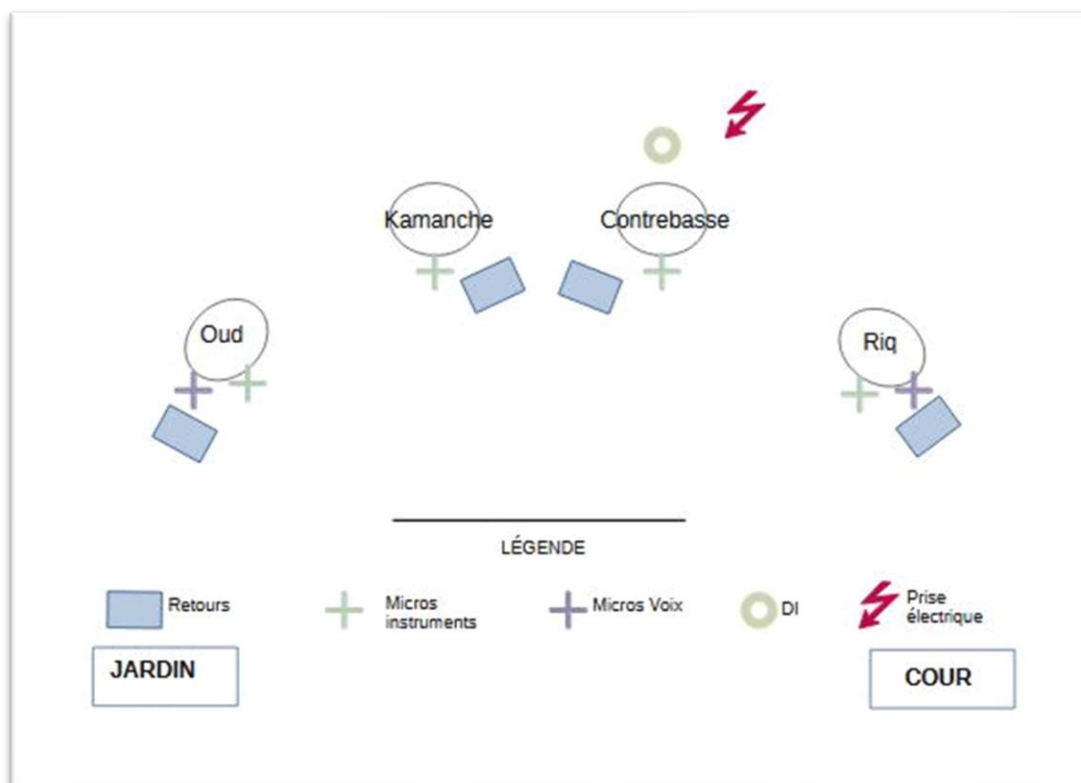 Kamanche
Contrebasse
Oud
Riq
LÉGENDE
Retours
Micros
instruments
Micros Voix
DI
Prise
électrique
JARDIN
COUR